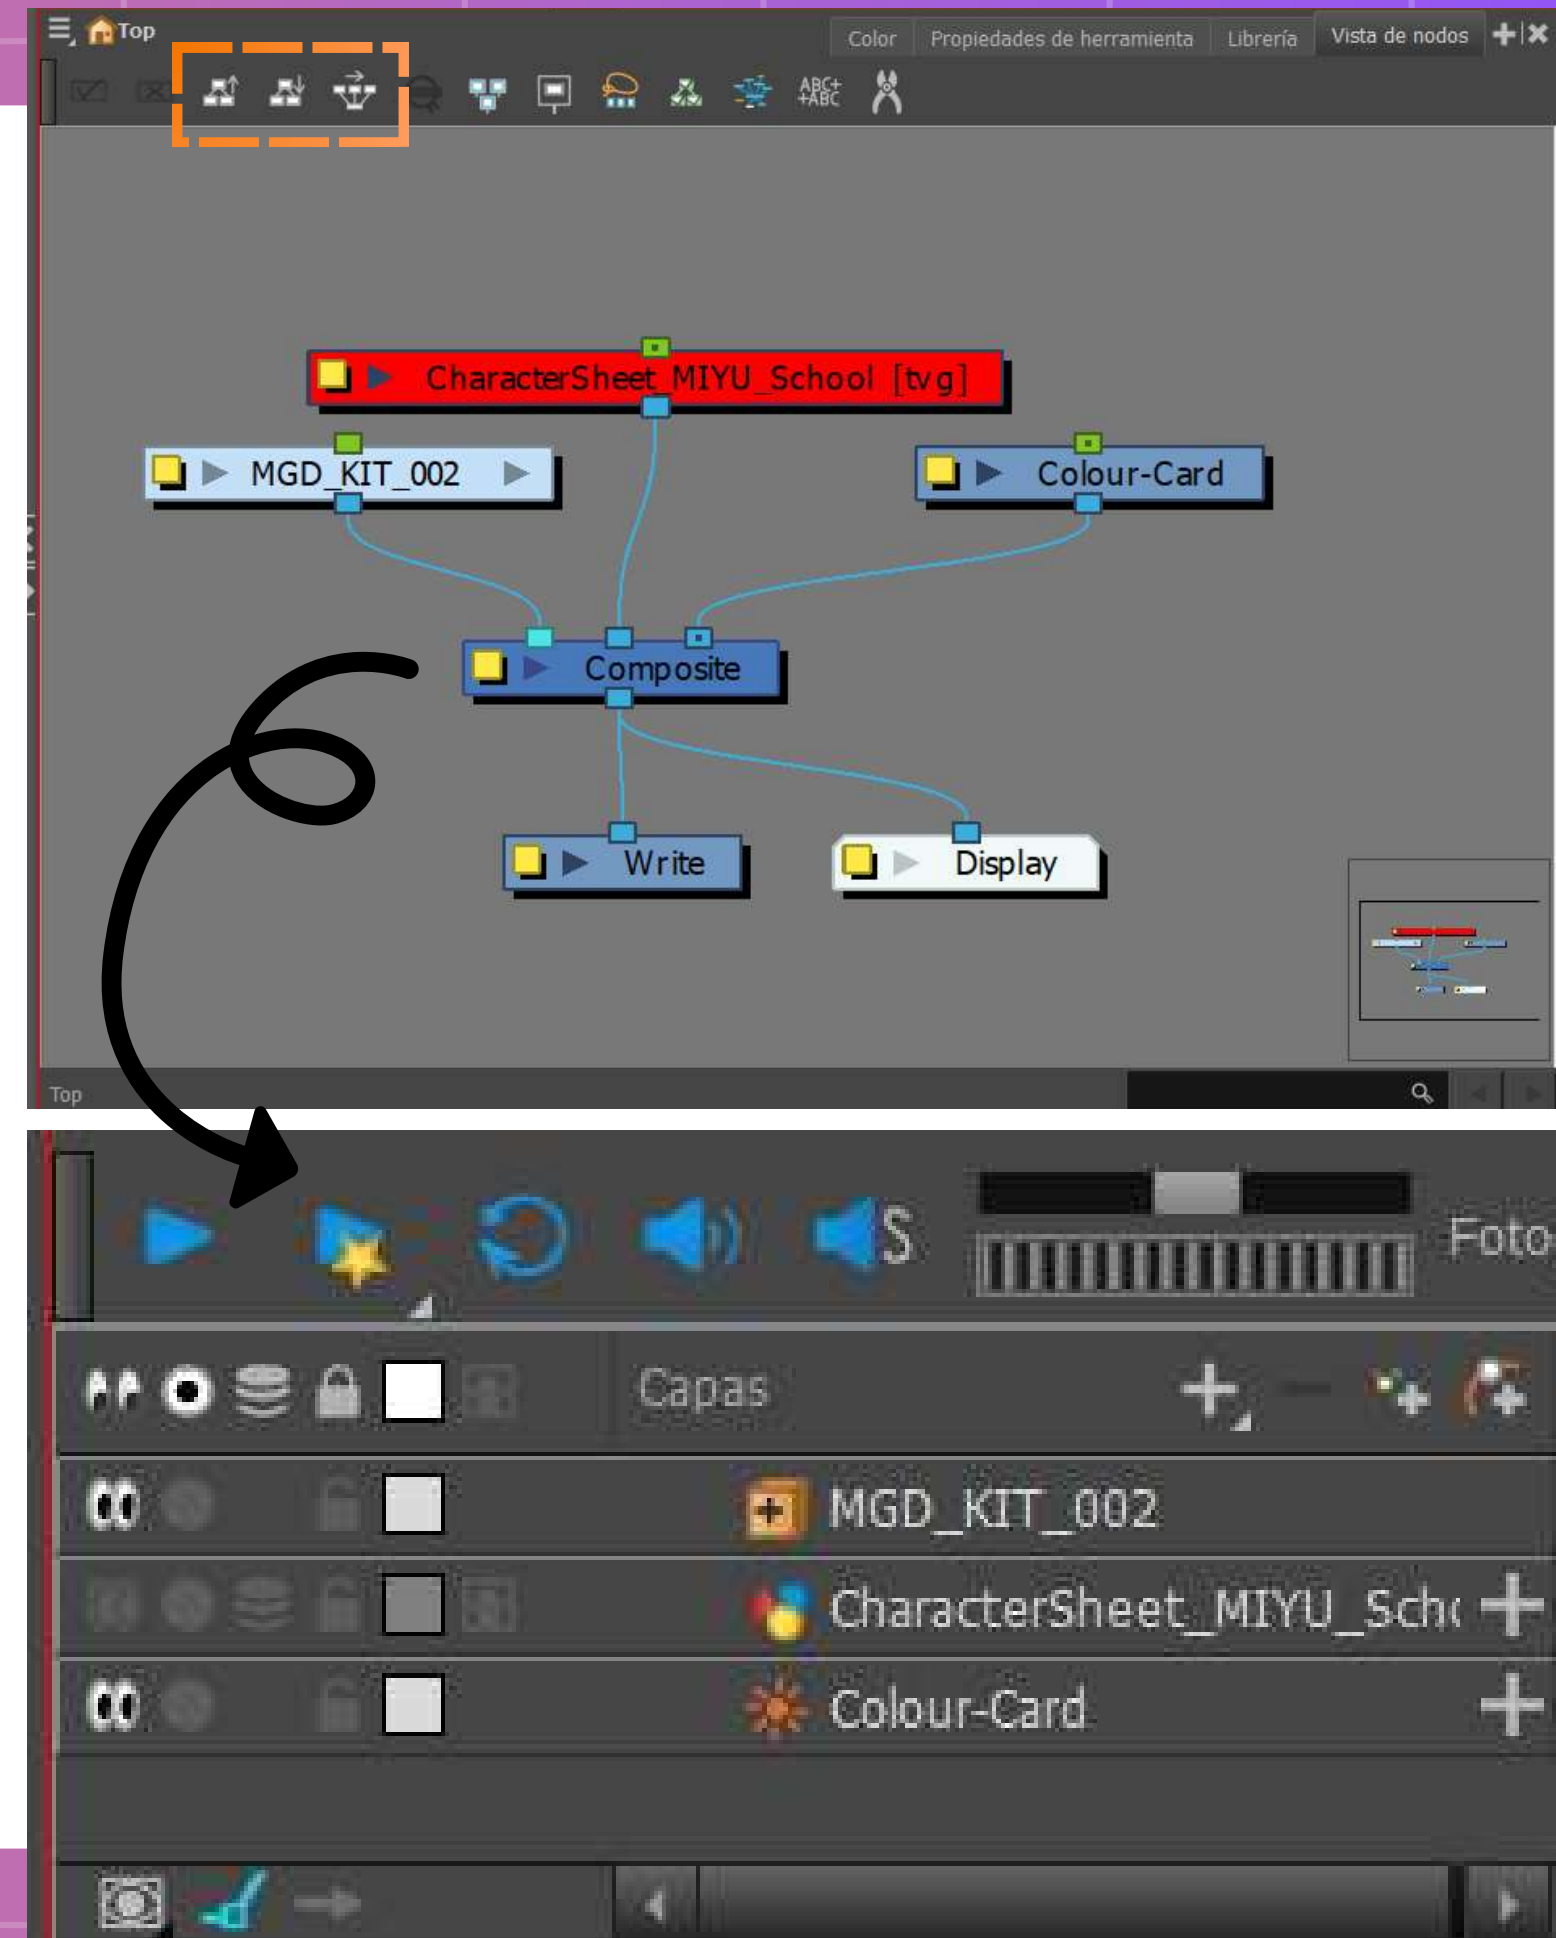 Top
Color
Propiedades de herramienta
Librería
Vista de nodos
ABC+
+ABC
CharacterSheet_MIYU_School [tvg]
MGD_KIT_002
Colour-Card
Composite
Write
Display
Top
S
Foto
Capas
MGD_KIT_002
CharacterSheet_MIYU_Scho
Colour-Card